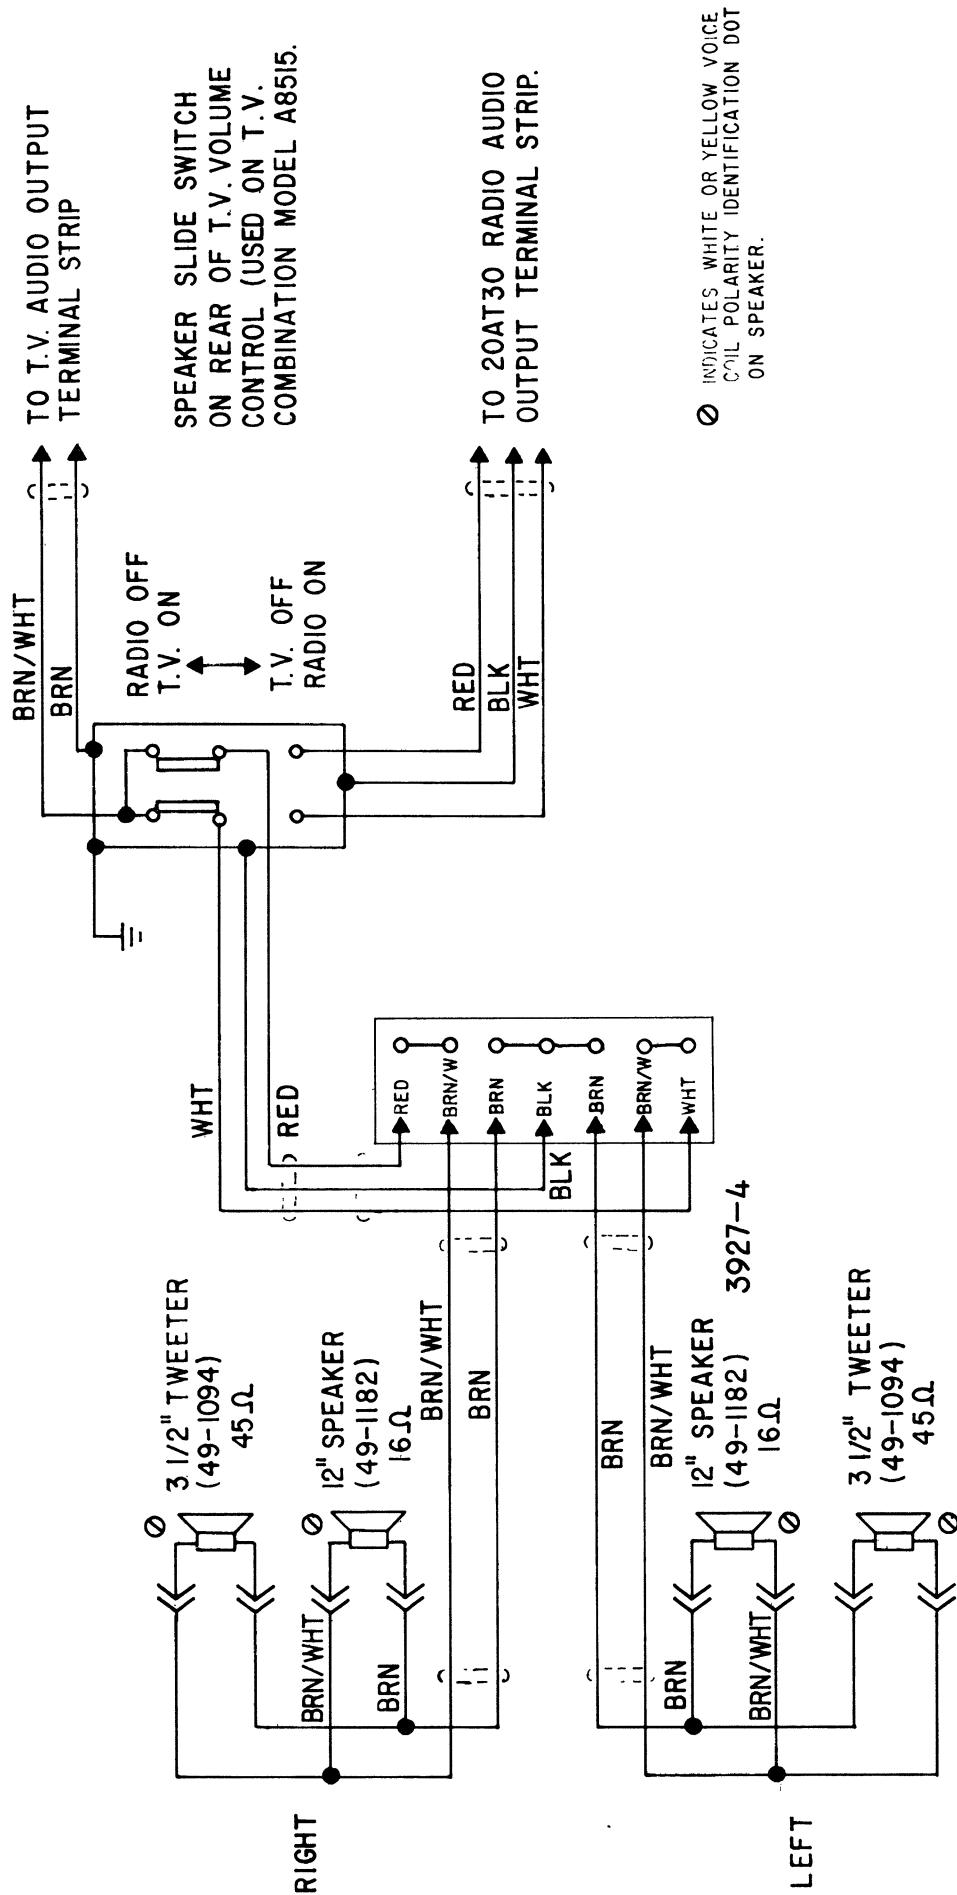 TO T.V. AUDIO OUTPUT
TERMINAL STRIP
BRN/WHT
BRN
SPEAKER SLIDE SWITCH
ON REAR OF T.V. VOLUME
CONTROL (USED ON T.V.
COMBINATION MODEL A8515.
RADIO OFF
T.V. ON
T.V. OFF
RADIO ON
TO 20AT30 RADIO AUDIO
OUTPUT TERMINAL STRIP.
RED
BLK
WHT
⊘ INDICATES WHITE OR YELLOW VOICE
COIL POLARITY IDENTIFICATION DOT
ON SPEAKER.
WHT
RED
BLK
RED
BRN/W
BRN
BLK
BRN
BRN/W
WHT
3 1/2" TWEETER
(49-1094)
45Ω
12" SPEAKER
(49-1182)
16Ω
BRN/WHT
BRN
BRN/WHT
BRN
RIGHT
BRN
BRN/WHT
12" SPEAKER
(49-1182)
16Ω
3927-4
3 1/2" TWEETER
(49-1094)
45Ω
BRN
BRN/WHT
LEFT